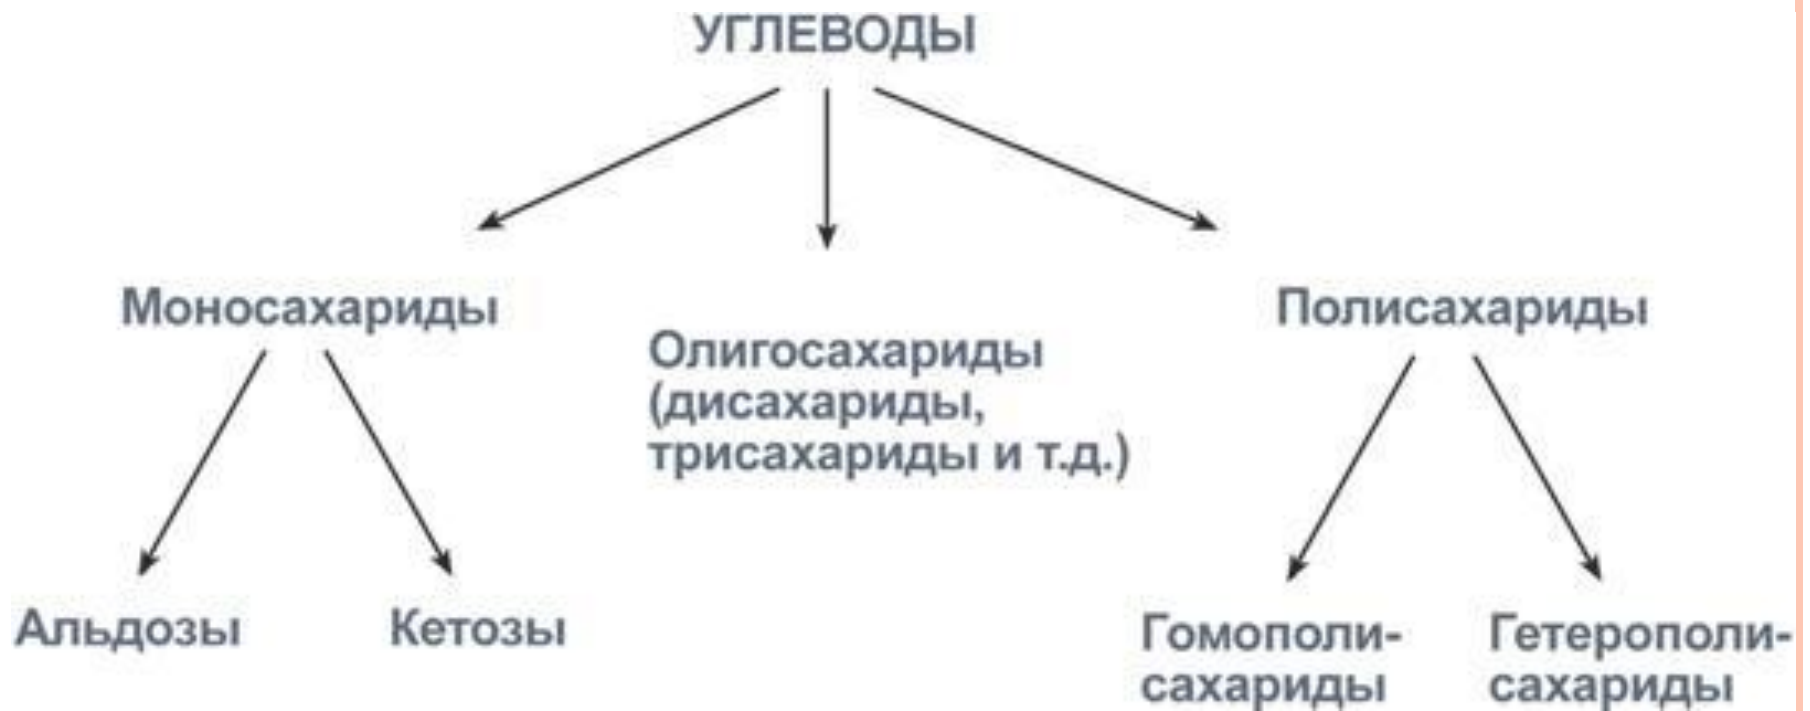 УГЛЕВОДЫ
Моносахариды
Олигосахариды
(дисахариды,
трисахариды и т.д.)
Полисахариды
Альдозы
Кетозы
Гомополи-
сахариды
Гетерополи-
сахариды